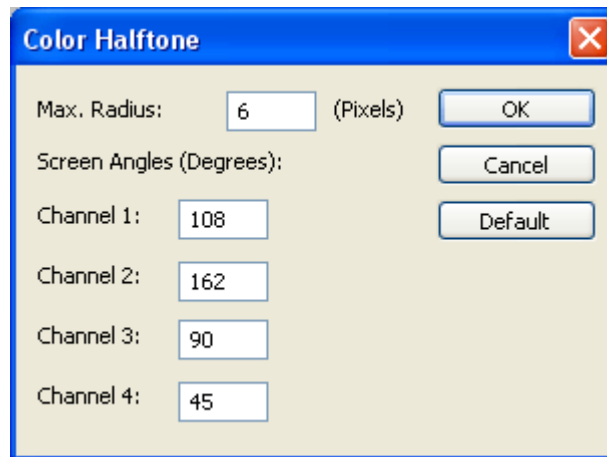 Color Halftone
Max. Radius: 6 (Pixels) OK
Screen Angles (Degrees): Cancel
Channel 1: 108 Default
Channel 2: 162
Channel 3: 90
Channel 4: 45